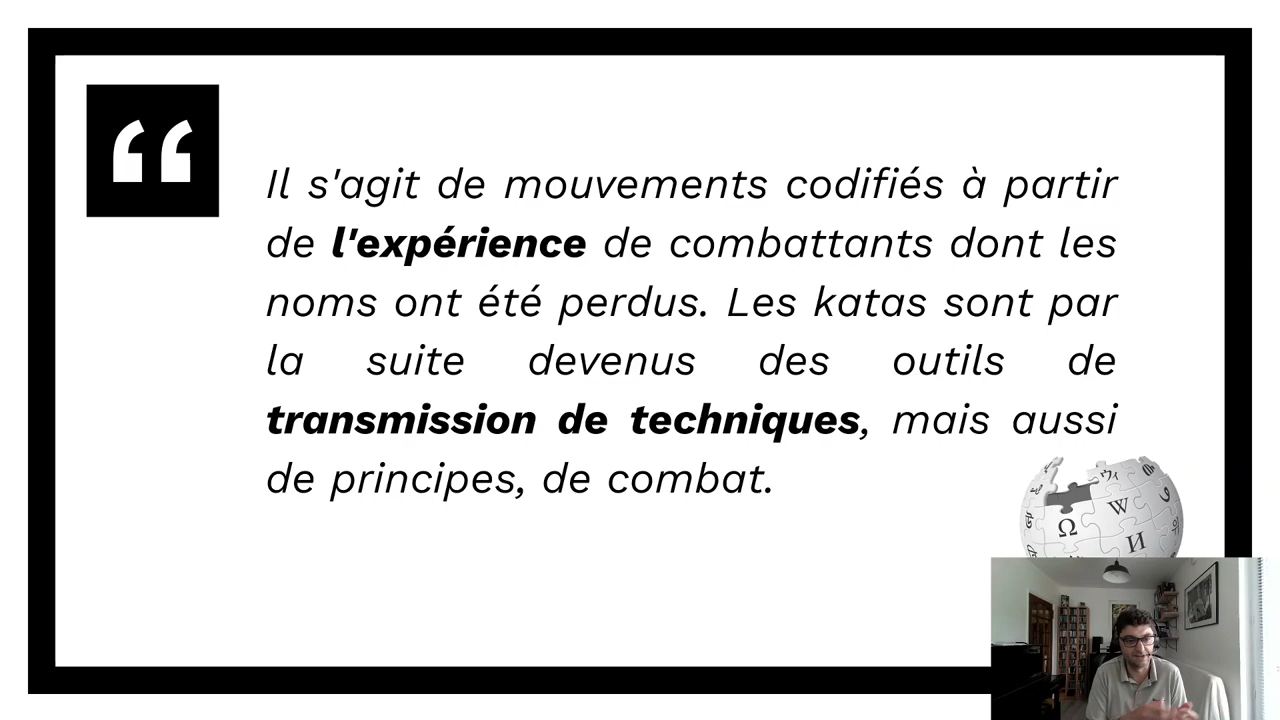 “
Il s'agit de mouvements codifiés à partir
de l'expérience de combattants dont les
noms ont été perdus. Les katas sont par
la suite devenus des outils de
transmission de techniques, mais aussi
de principes, de combat.
Ω W И